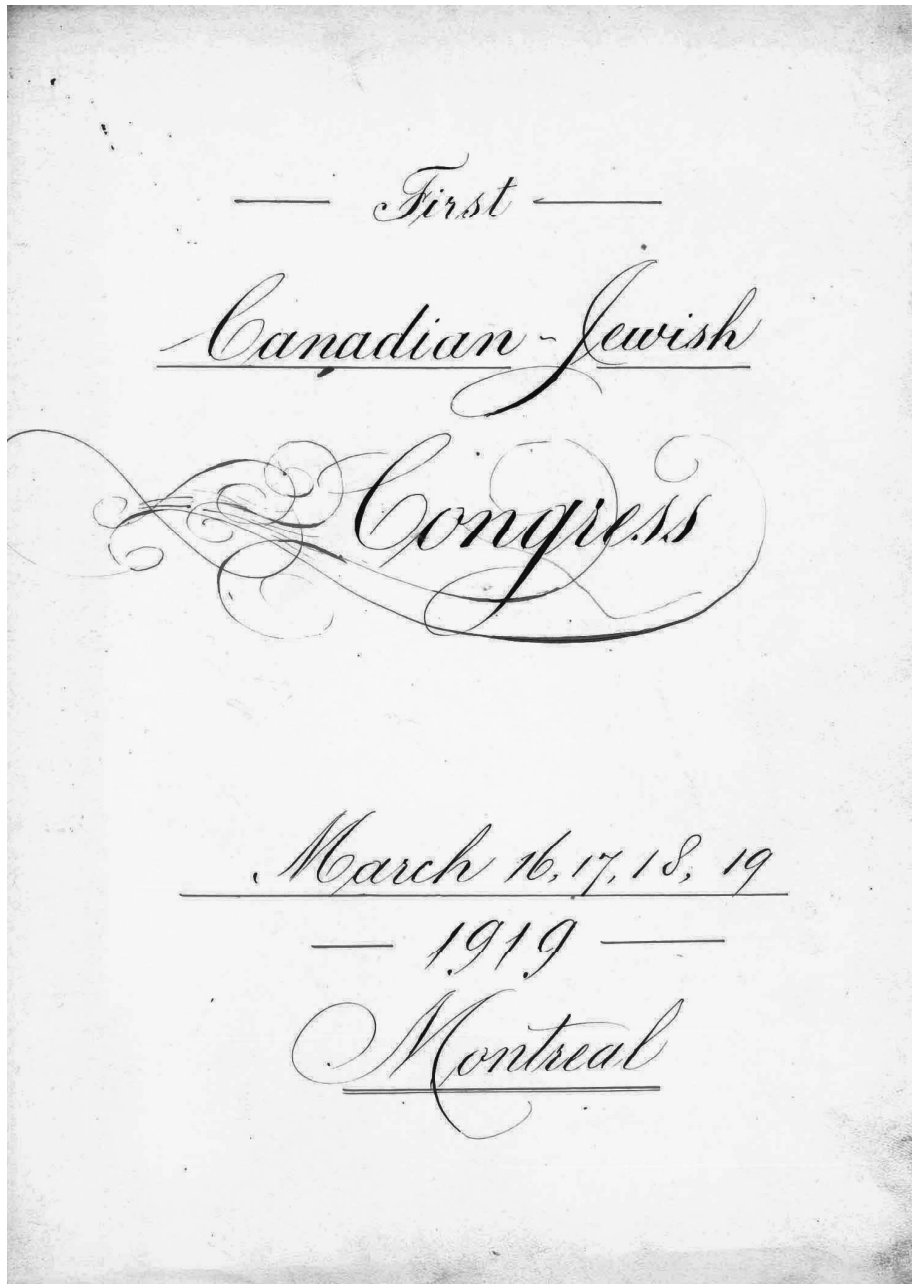 First
Canadian-Jewish
Congress
March 16, 17, 18, 19
1919
Montreal